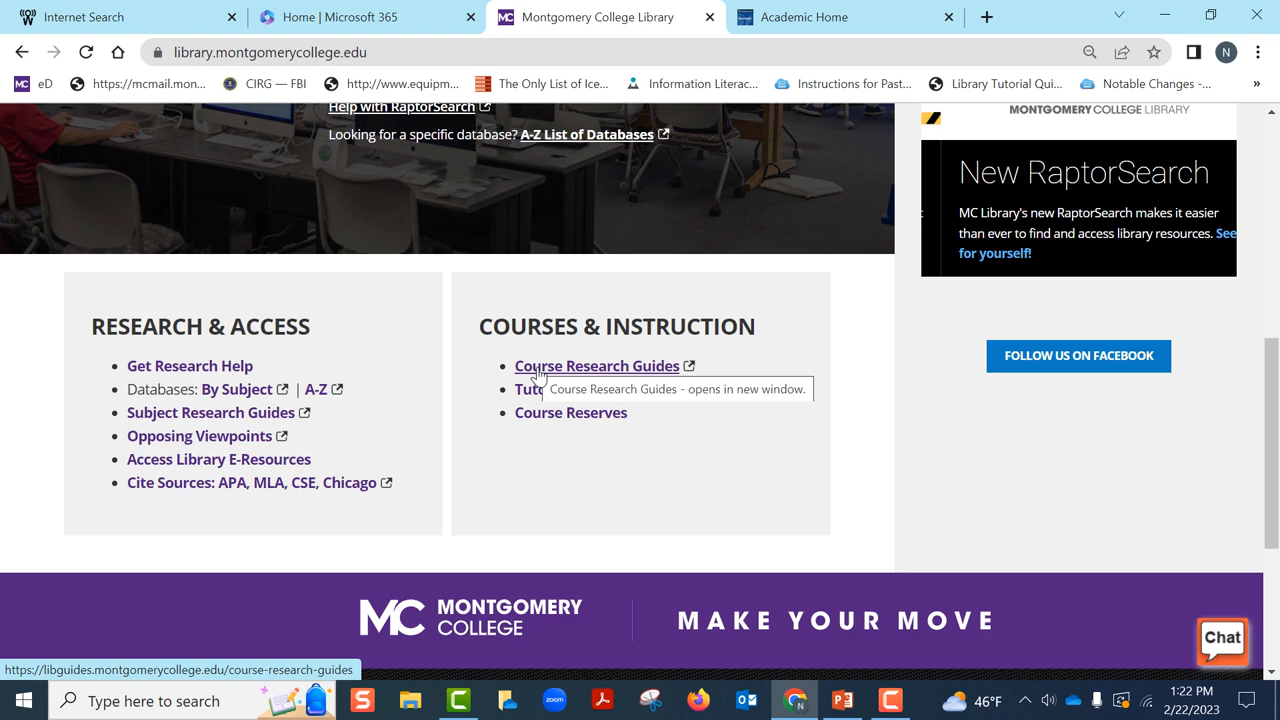 Internet Search
Home | Microsoft 365
MC Montgomery College Library
Academic Home
library.montgomerycollege.edu
N
MC eD
https://mcmail.mon...
CIRG — FBI
http://www.equipm...
The Only List of Ice...
Information Literac...
Instructions for Past...
Library Tutorial Qui...
Notable Changes -...
»
Help with RaptorSearch
Looking for a specific database? A-Z List of Databases
MONTGOMERY COLLEGE LIBRARY
New RaptorSearch
MC Library's new RaptorSearch makes it easier
than ever to find and access library resources. See
for yourself!
FOLLOW US ON FACEBOOK
RESEARCH & ACCESS
• Get Research Help
• Databases: By Subject | A-Z
• Subject Research Guides
• Opposing Viewpoints
• Access Library E-Resources
• Cite Sources: APA, MLA, CSE, Chicago
COURSES & INSTRUCTION
• Course Research Guides
Course Research Guides - opens in new window.
• Course Reserves
MC MONTGOMERY
COLLEGE
MAKE YOUR MOVE
Chat
https://libguides.montgomerycollege.edu/course-research-guides
Type here to search
zoom
46°F
1:22 PM
2/22/2023